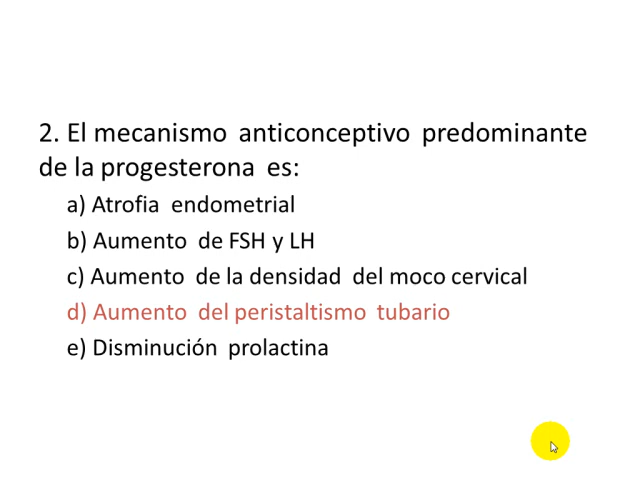 2. El mecanismo anticonceptivo predominante
de la progesterona es:
a) Atrofia endometrial
b) Aumento de FSH y LH
c) Aumento de la densidad del moco cervical
d) Aumento del peristaltismo tubario
e) Disminución prolactina